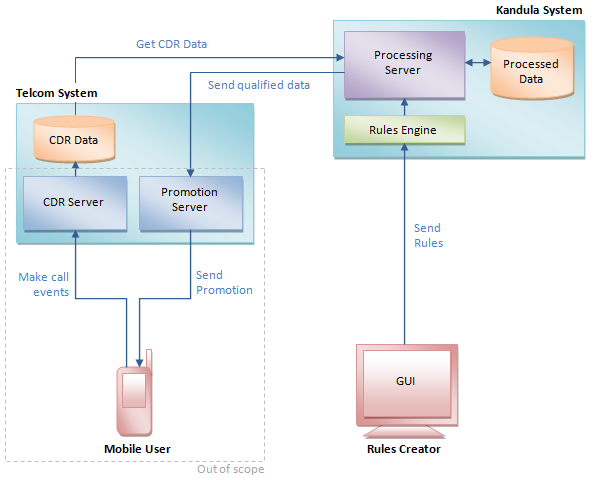 Kandula System
Get CDR Data
Processing
Server
Processed
Data
Send qualified data
Telcom System
Rules Engine
CDR Data
CDR Server
Promotion
Server
Send
Rules
Make call
events
Send
Promotion
GUI
Mobile User
Rules Creator
Out of scope